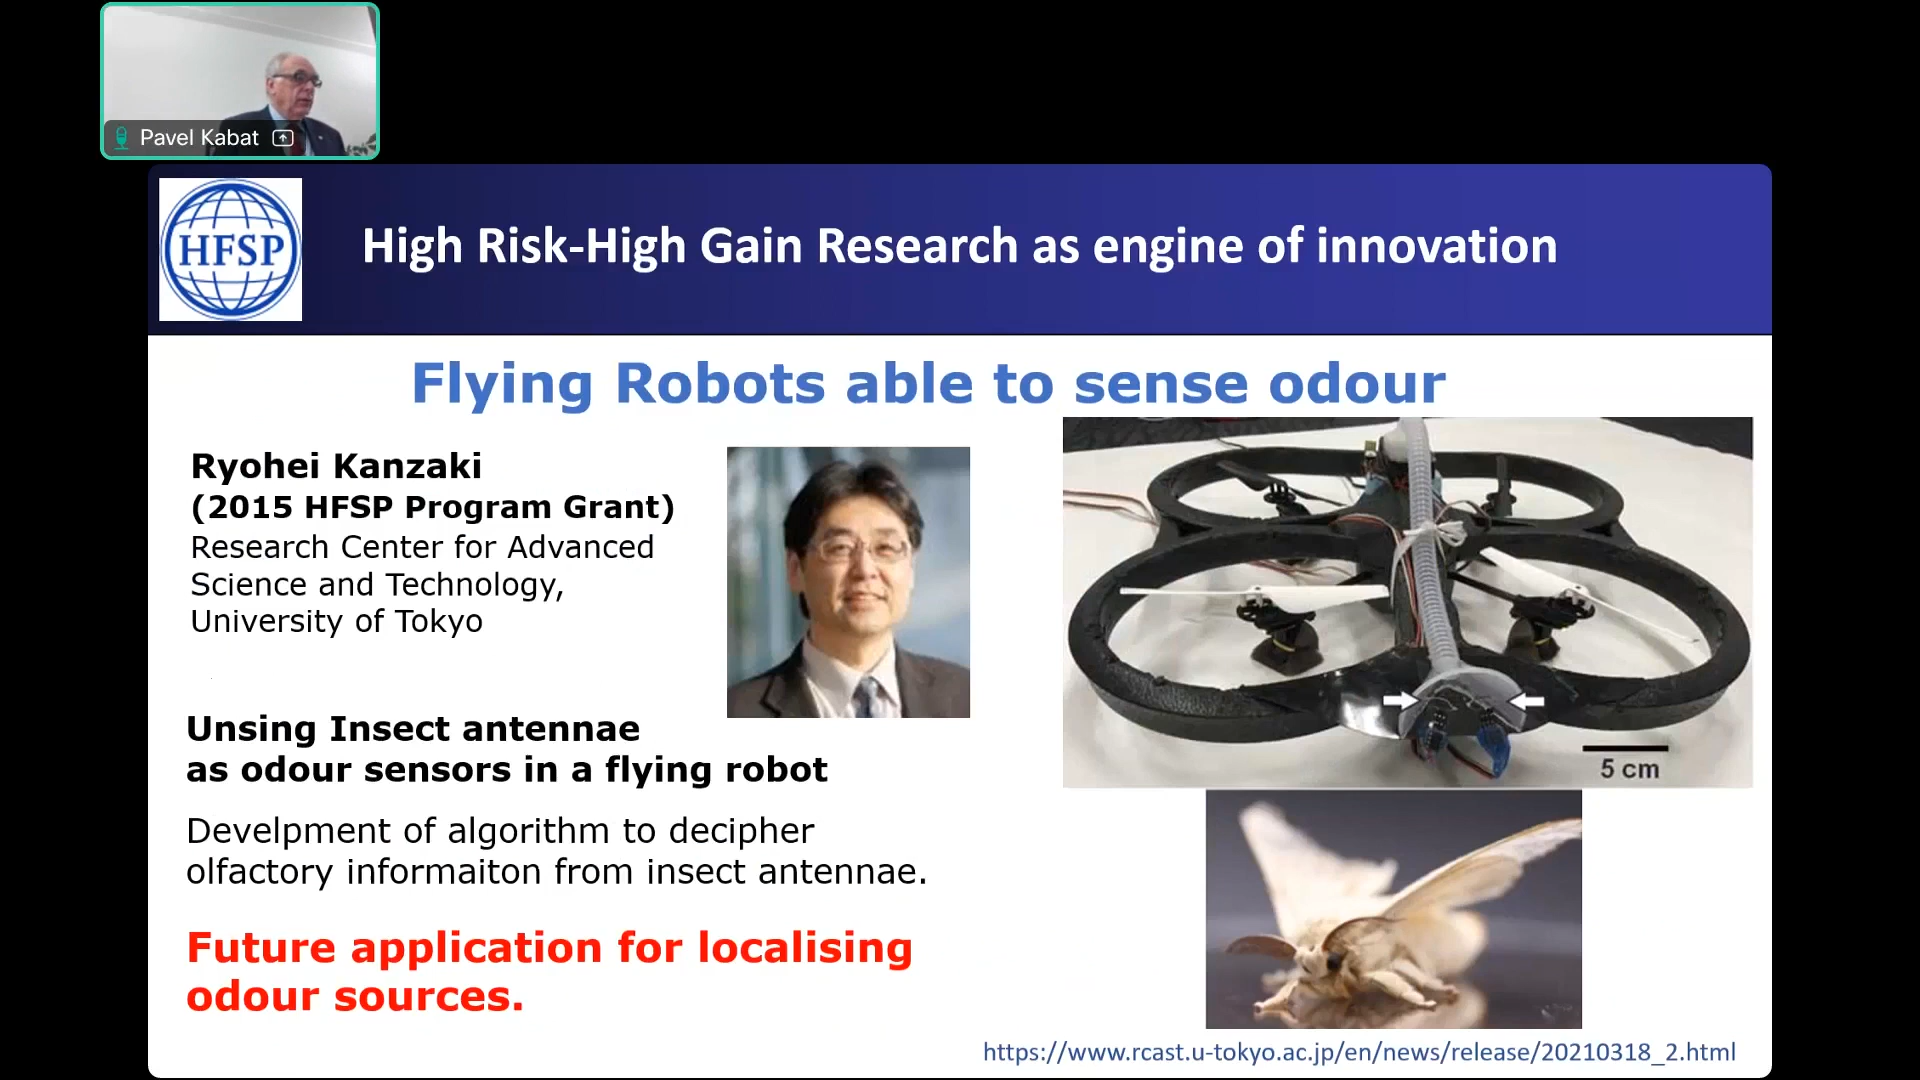 Pavel Kabat
HFSP
High Risk-High Gain Research as engine of innovation
Flying Robots able to sense odour
Ryohei Kanzaki
(2015 HFSP Program Grant)
Research Center for Advanced
Science and Technology,
University of Tokyo
Unsing Insect antennae
as odour sensors in a flying robot
Develpment of algorithm to decipher
olfactory informaiton from insect antennae.
Future application for localising
odour sources.
5 cm
https://www.rcast.u-tokyo.ac.jp/en/news/release/20210318_2.html